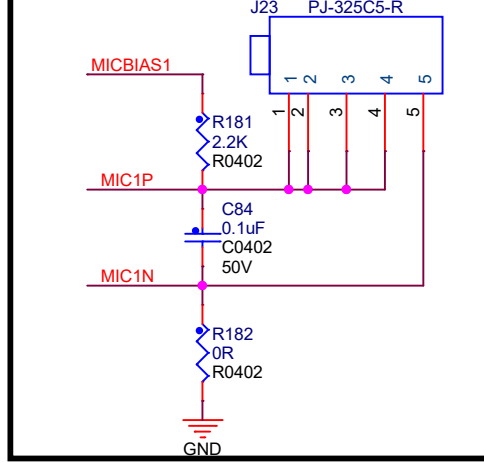 J23 PJ-325C5-R
MICBIAS1
1 2 3 4 5
1 2 3 4 5
R181
2.2K
R0402
MIC1P
C84
0.1uF
C0402
50V
MIC1N
R182
0R
R0402
GND